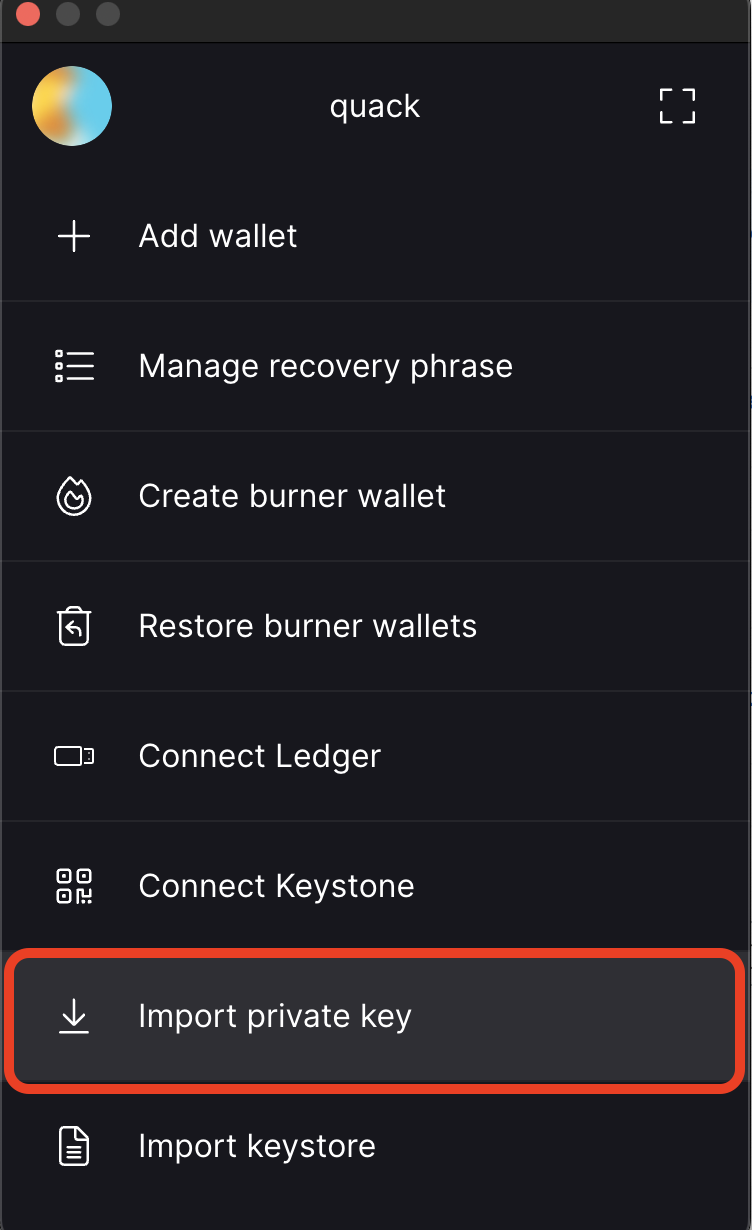 quack
Add wallet
Manage recovery phrase
Create burner wallet
Restore burner wallets
Connect Ledger
Connect Keystone
Import private key
Import keystore